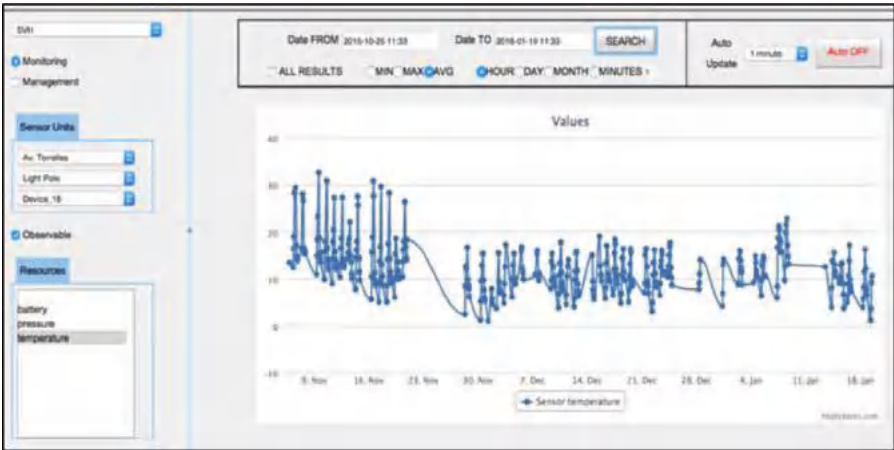 Monitoring
Management
Sensor Units
Av. Torrelles
Light Pole
Device_18
Observable
Resources
battery
pressure
temperature
Date FROM 2015-10-25 11:33 Date TO 2016-01-19 11:33 SEARCH
ALL RESULTS MIN MAX AVG HOUR DAY MONTH MINUTES
Auto
Update
1 minute
Auto OFF
Values
40
30
20
10
0
-10
9. Nov 16. Nov 23. Nov 30. Nov 7. Dec 14. Dec 21. Dec 28. Dec 4. Jan 11. Jan 18. Jan
Sensor temperature
Highcharts.com